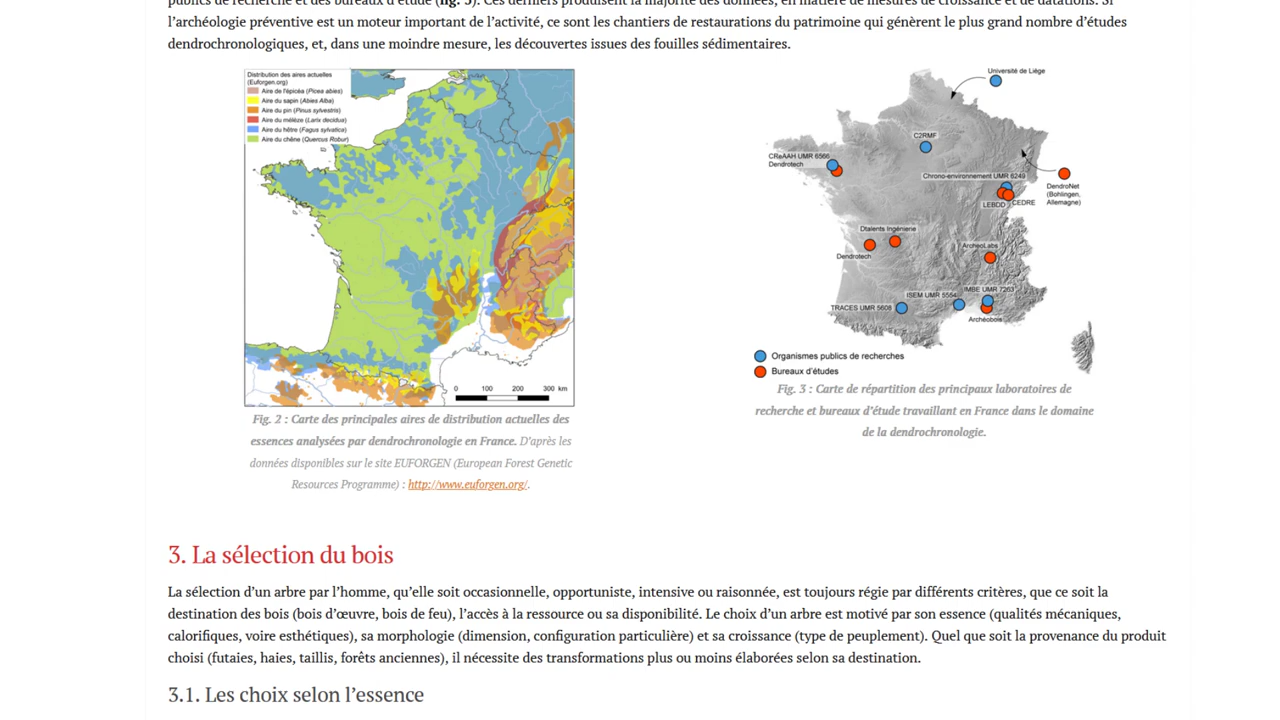 publics de recherche et des bureaux d'étude (fig. 3). Ces derniers produisent la majorité des données, en matière de mesures de croissance et de datations. Si
l'archéologie préventive est un moteur important de l'activité, ce sont les chantiers de restaurations du patrimoine qui génèrent le plus grand nombre d'études
dendrochronologiques, et, dans une moindre mesure, les découvertes issues des fouilles sédimentaires.
Distribution des aires actuelles
(Euforgen.org)
Aire de l'épicéa (Picea abies)
Aire du sapin (Abies Alba)
Aire du pin (Pinus sylvestris)
Aire du mélèze (Larix decidua)
Aire du hêtre (Fagus sylvatica)
Aire du chêne (Quercus Robur)
0 100 200 300 km
Fig. 2 : Carte des principales aires de distribution actuelles des
essences analysées par dendrochronologie en France. D'après les
données disponibles sur le site EUFORGEN (European Forest Genetic
Resources Programme) : http://www.euforgen.org/.
Université de Liège
C2RMF
CReAAH UMR 6566
Dendrotech
Chrono-environnement UMR 6249
LEBDD
CEDRE
DendroNet
(Bohlingen,
Allemagne)
Dtalents Ingénierie
Dendrotech
ArcheoLabs
ISEM UMR 5554
IMBE UMR 7263
TRACES UMR 5608
Archéobois
Organismes publics de recherches
Bureaux d'études
Fig. 3 : Carte de répartition des principaux laboratoires de
recherche et bureaux d'étude travaillant en France dans le domaine
de la dendrochronologie.
3. La sélection du bois
La sélection d'un arbre par l'homme, qu'elle soit occasionnelle, opportuniste, intensive ou raisonnée, est toujours régie par différents critères, que ce soit la
destination des bois (bois d'œuvre, bois de feu), l'accès à la ressource ou sa disponibilité. Le choix d'un arbre est motivé par son essence (qualités mécaniques,
calorifiques, voire esthétiques), sa morphologie (dimension, configuration particulière) et sa croissance (type de peuplement). Quel que soit la provenance du produit
choisi (futaies, haies, taillis, forêts anciennes), il nécessite des transformations plus ou moins élaborées selon sa destination.
3.1. Les choix selon l'essence